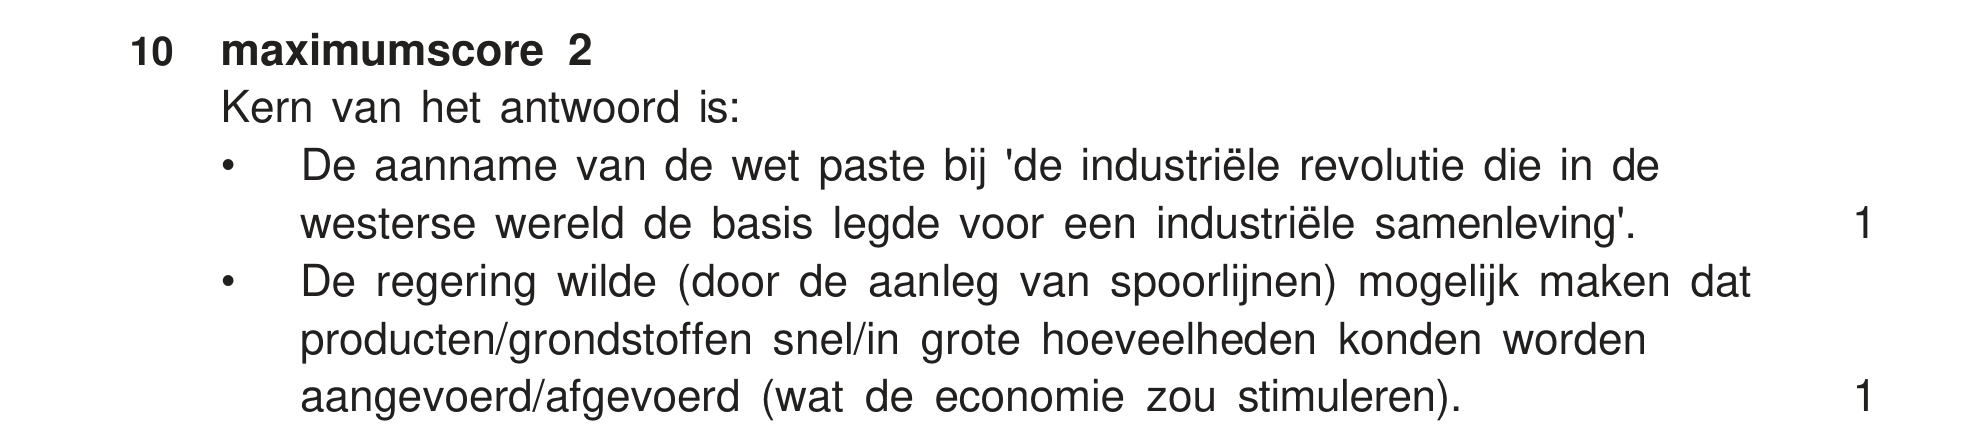 10 maximumscore 2
Kern van het antwoord is:
• De aanname van de wet paste bij 'de industriële revolutie die in de
westerse wereld de basis legde voor een industriële samenleving'. 1
• De regering wilde (door de aanleg van spoorlijnen) mogelijk maken dat
producten/grondstoffen snel/in grote hoeveelheden konden worden
aangevoerd/afgevoerd (wat de economie zou stimuleren). 1